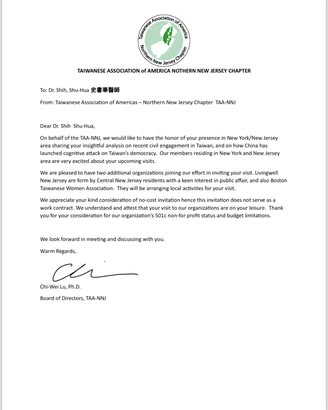 Taiwanese Association of America
Northern New Jersey Chapter
TAIWANESE ASSOCIATION of AMERICA NOTHERN NEW JERSEY CHAPTER
To: Dr. Shih, Shu-Hua 史書華醫師
From: Taiwanese Association of Americas – Northern New Jersey Chapter TAA-NNJ
Dear Dr. Shih Shu-Hua,
On behalf of the TAA-NNJ, we would like to have the honor of your presence in New York/New Jersey
area sharing your insightful analysis on recent civil engagement in Taiwan, and on how China has
launched cognitive attack on Taiwan's democracy. Our members residing in New York and New Jersey
area are very excited about your upcoming visits.
We are pleased to have two additional organizations joining our effort in inviting your visit. Livingwell
New Jersey are form by Central New Jersey residents with a keen interest in public affair, and also Boston
Taiwanese Women Association. They will be arranging local activities for your visit.
We appreciate your kind consideration of no-cost invitation hence this invitation does not serve as a
work contract. We understand and attest that your visit to our organizations are on your leisure. Thank
you for your consideration for our organization's 501c non-for profit status and budget limitations.
We look forward in meeting and discussing with you.
Warm Regards,
Chi-Wei Lu, Ph.D.
Board of Directors, TAA-NNJ